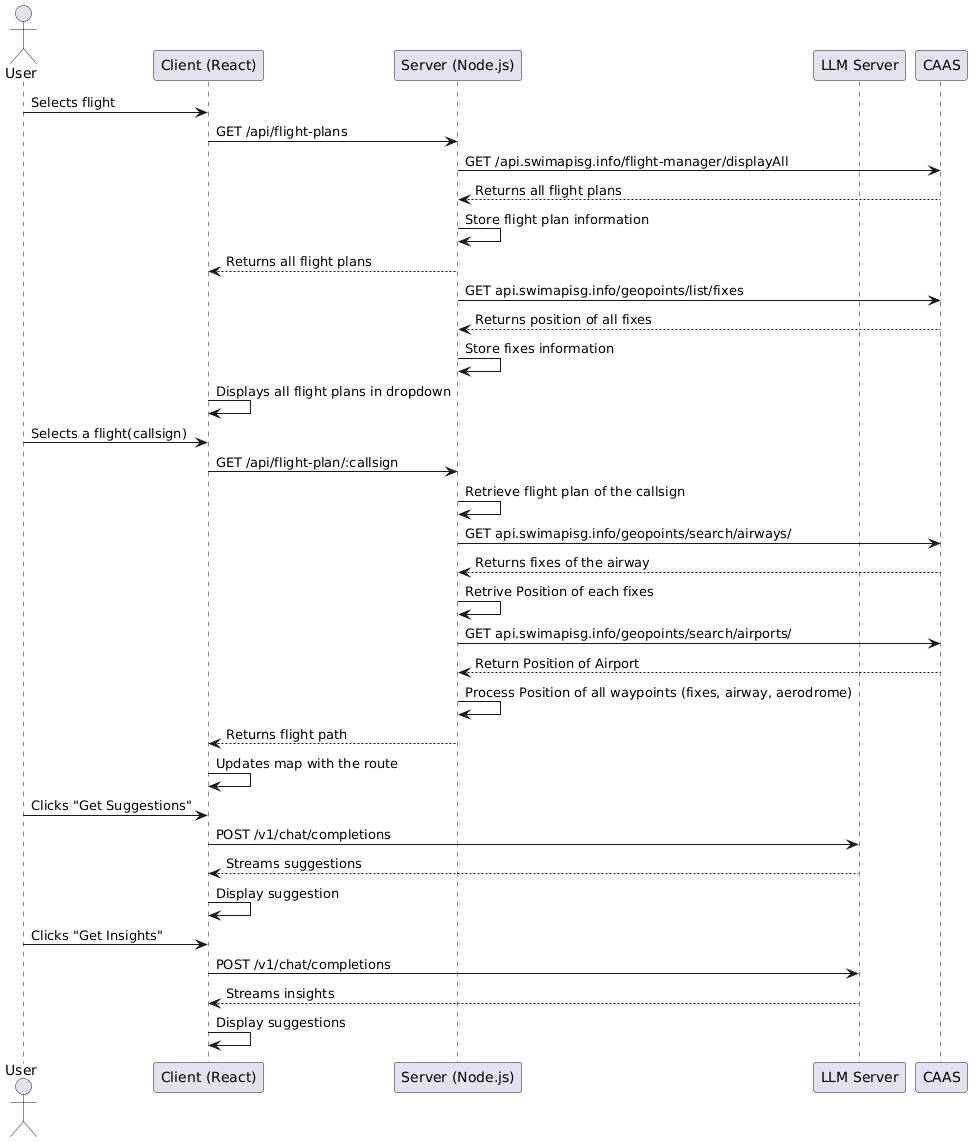 User
Client (React)
Server (Node.js)
LLM Server
CAAS
Selects flight
GET /api/flight-plans
GET /api.swimapisg.info/flight-manager/displayAll
Returns all flight plans
Store flight plan information
Returns all flight plans
GET api.swimapisg.info/geopoints/list/fixes
Returns position of all fixes
Store fixes information
Displays all flight plans in dropdown
Selects a flight(callsign)
GET /api/flight-plan/:callsign
Retrieve flight plan of the callsign
GET api.swimapisg.info/geopoints/search/airways/
Returns fixes of the airway
Retrive Position of each fixes
GET api.swimapisg.info/geopoints/search/airports/
Return Position of Airport
Process Position of all waypoints (fixes, airway, aerodrome)
Returns flight path
Updates map with the route
Clicks "Get Suggestions"
POST /v1/chat/completions
Streams suggestions
Display suggestion
Clicks "Get Insights"
POST /v1/chat/completions
Streams insights
Display suggestions
User
Client (React)
Server (Node.js)
LLM Server
CAAS